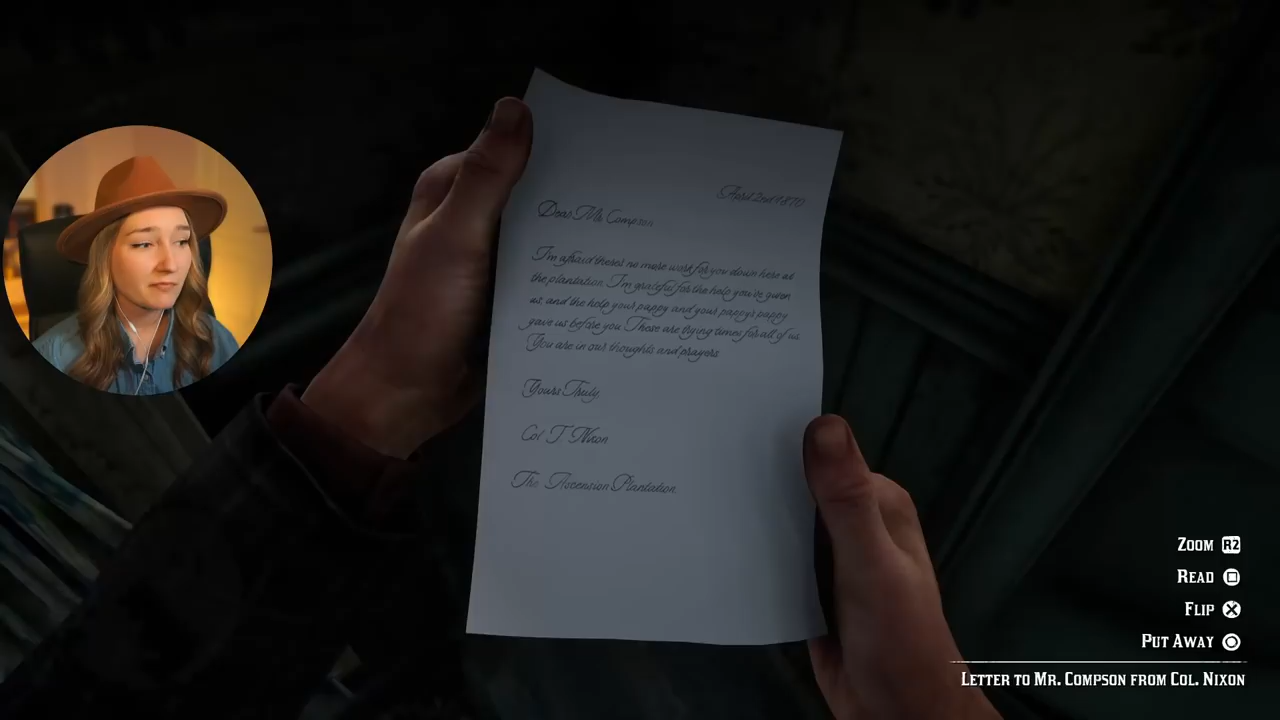 April 2nd 1870
Dear Mr. Compson
I'm afraid there's no more work for you down here at
the plantation. I'm grateful for the help you've given
us, and the help your pappy and your pappy's pappy
gave us before you. These are trying times for all of us.
You are in our thoughts and prayers.
Yours Truly,
Col. T. Nixon
The Ascension Plantation
ZOOM R2
READ
FLIP
PUT AWAY
LETTER TO MR. COMPSON FROM COL. NIXON